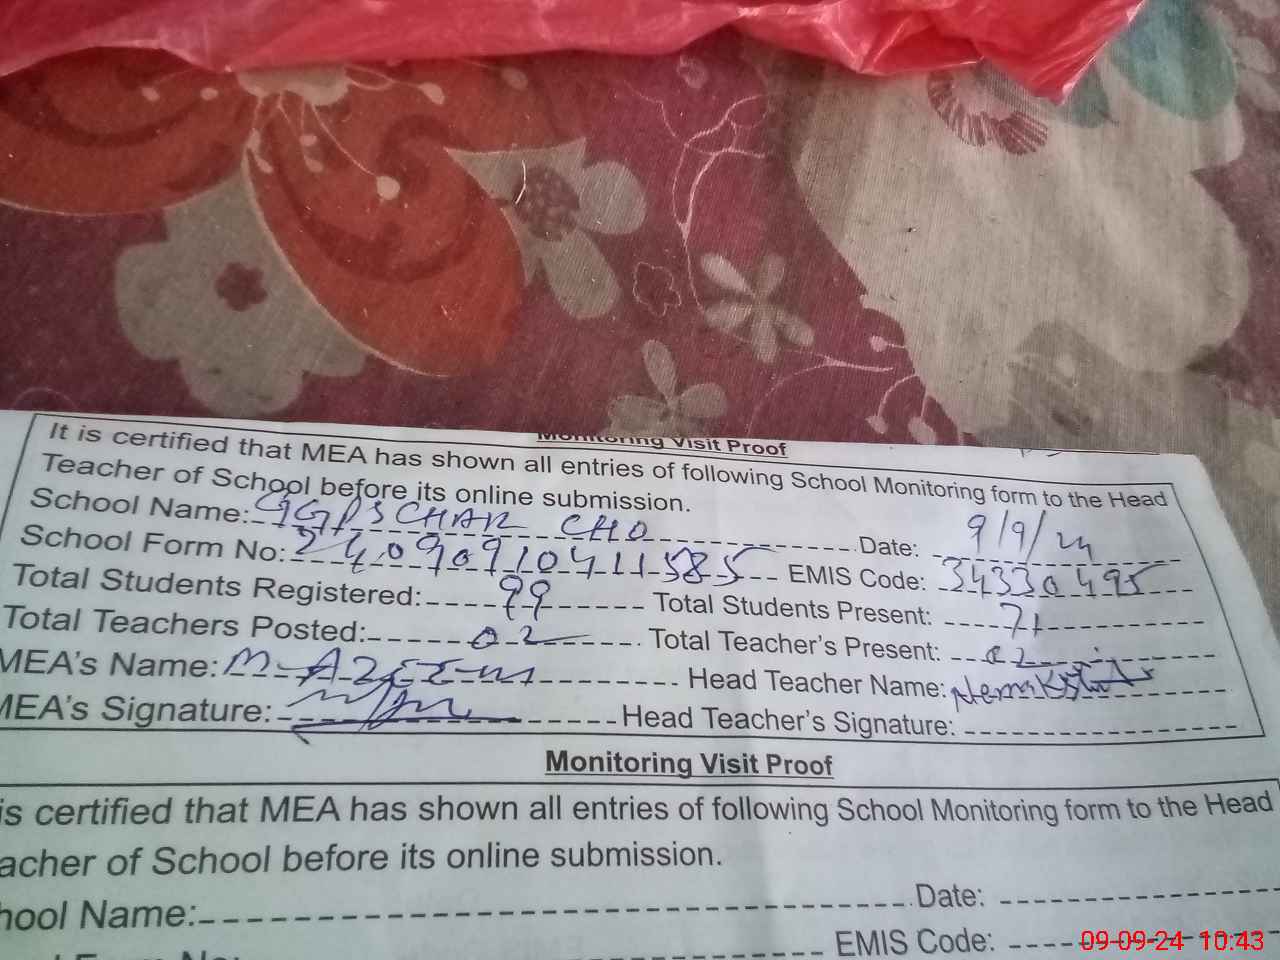 Monitoring Visit Proof
It is certified that MEA has shown all entries of following School Monitoring form to the Head
Teacher of School before its online submission.
School Name: GGPS CHAR CHO Date: 9/9/24
School Form No: 24090910411585 EMIS Code: 34330495
Total Students Registered: 99 Total Students Present: 71
Total Teachers Posted: 02 Total Teacher's Present: 02
MEA's Name: M-AZEEM Head Teacher Name:
MEA's Signature: Head Teacher's Signature:
Monitoring Visit Proof
is certified that MEA has shown all entries of following School Monitoring form to the Head
acher of School before its online submission.
hool Name: Date:
EMIS Code:
09-09-24 10:43